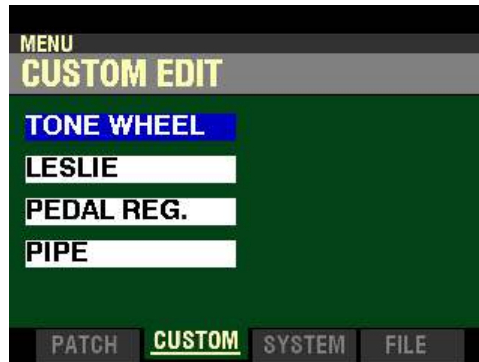 MENU
CUSTOM EDIT
TONE WHEEL
LESLIE
PEDAL REG.
PIPE
PATCH CUSTOM SYSTEM FILE